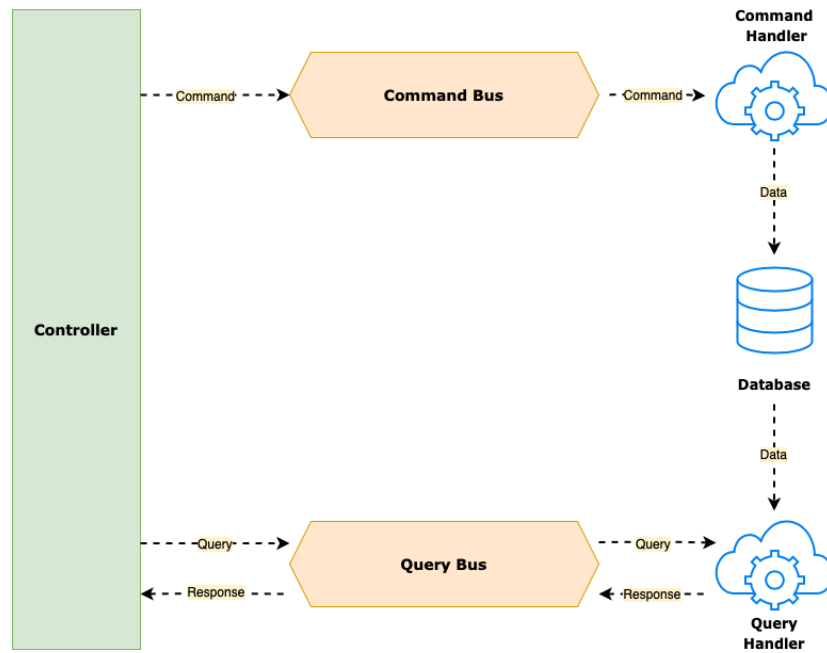 Command
Handler
Command
Command Bus
Command
Data
Controller
Database
Data
Query
Query
Query Bus
Response
Response
Query
Handler